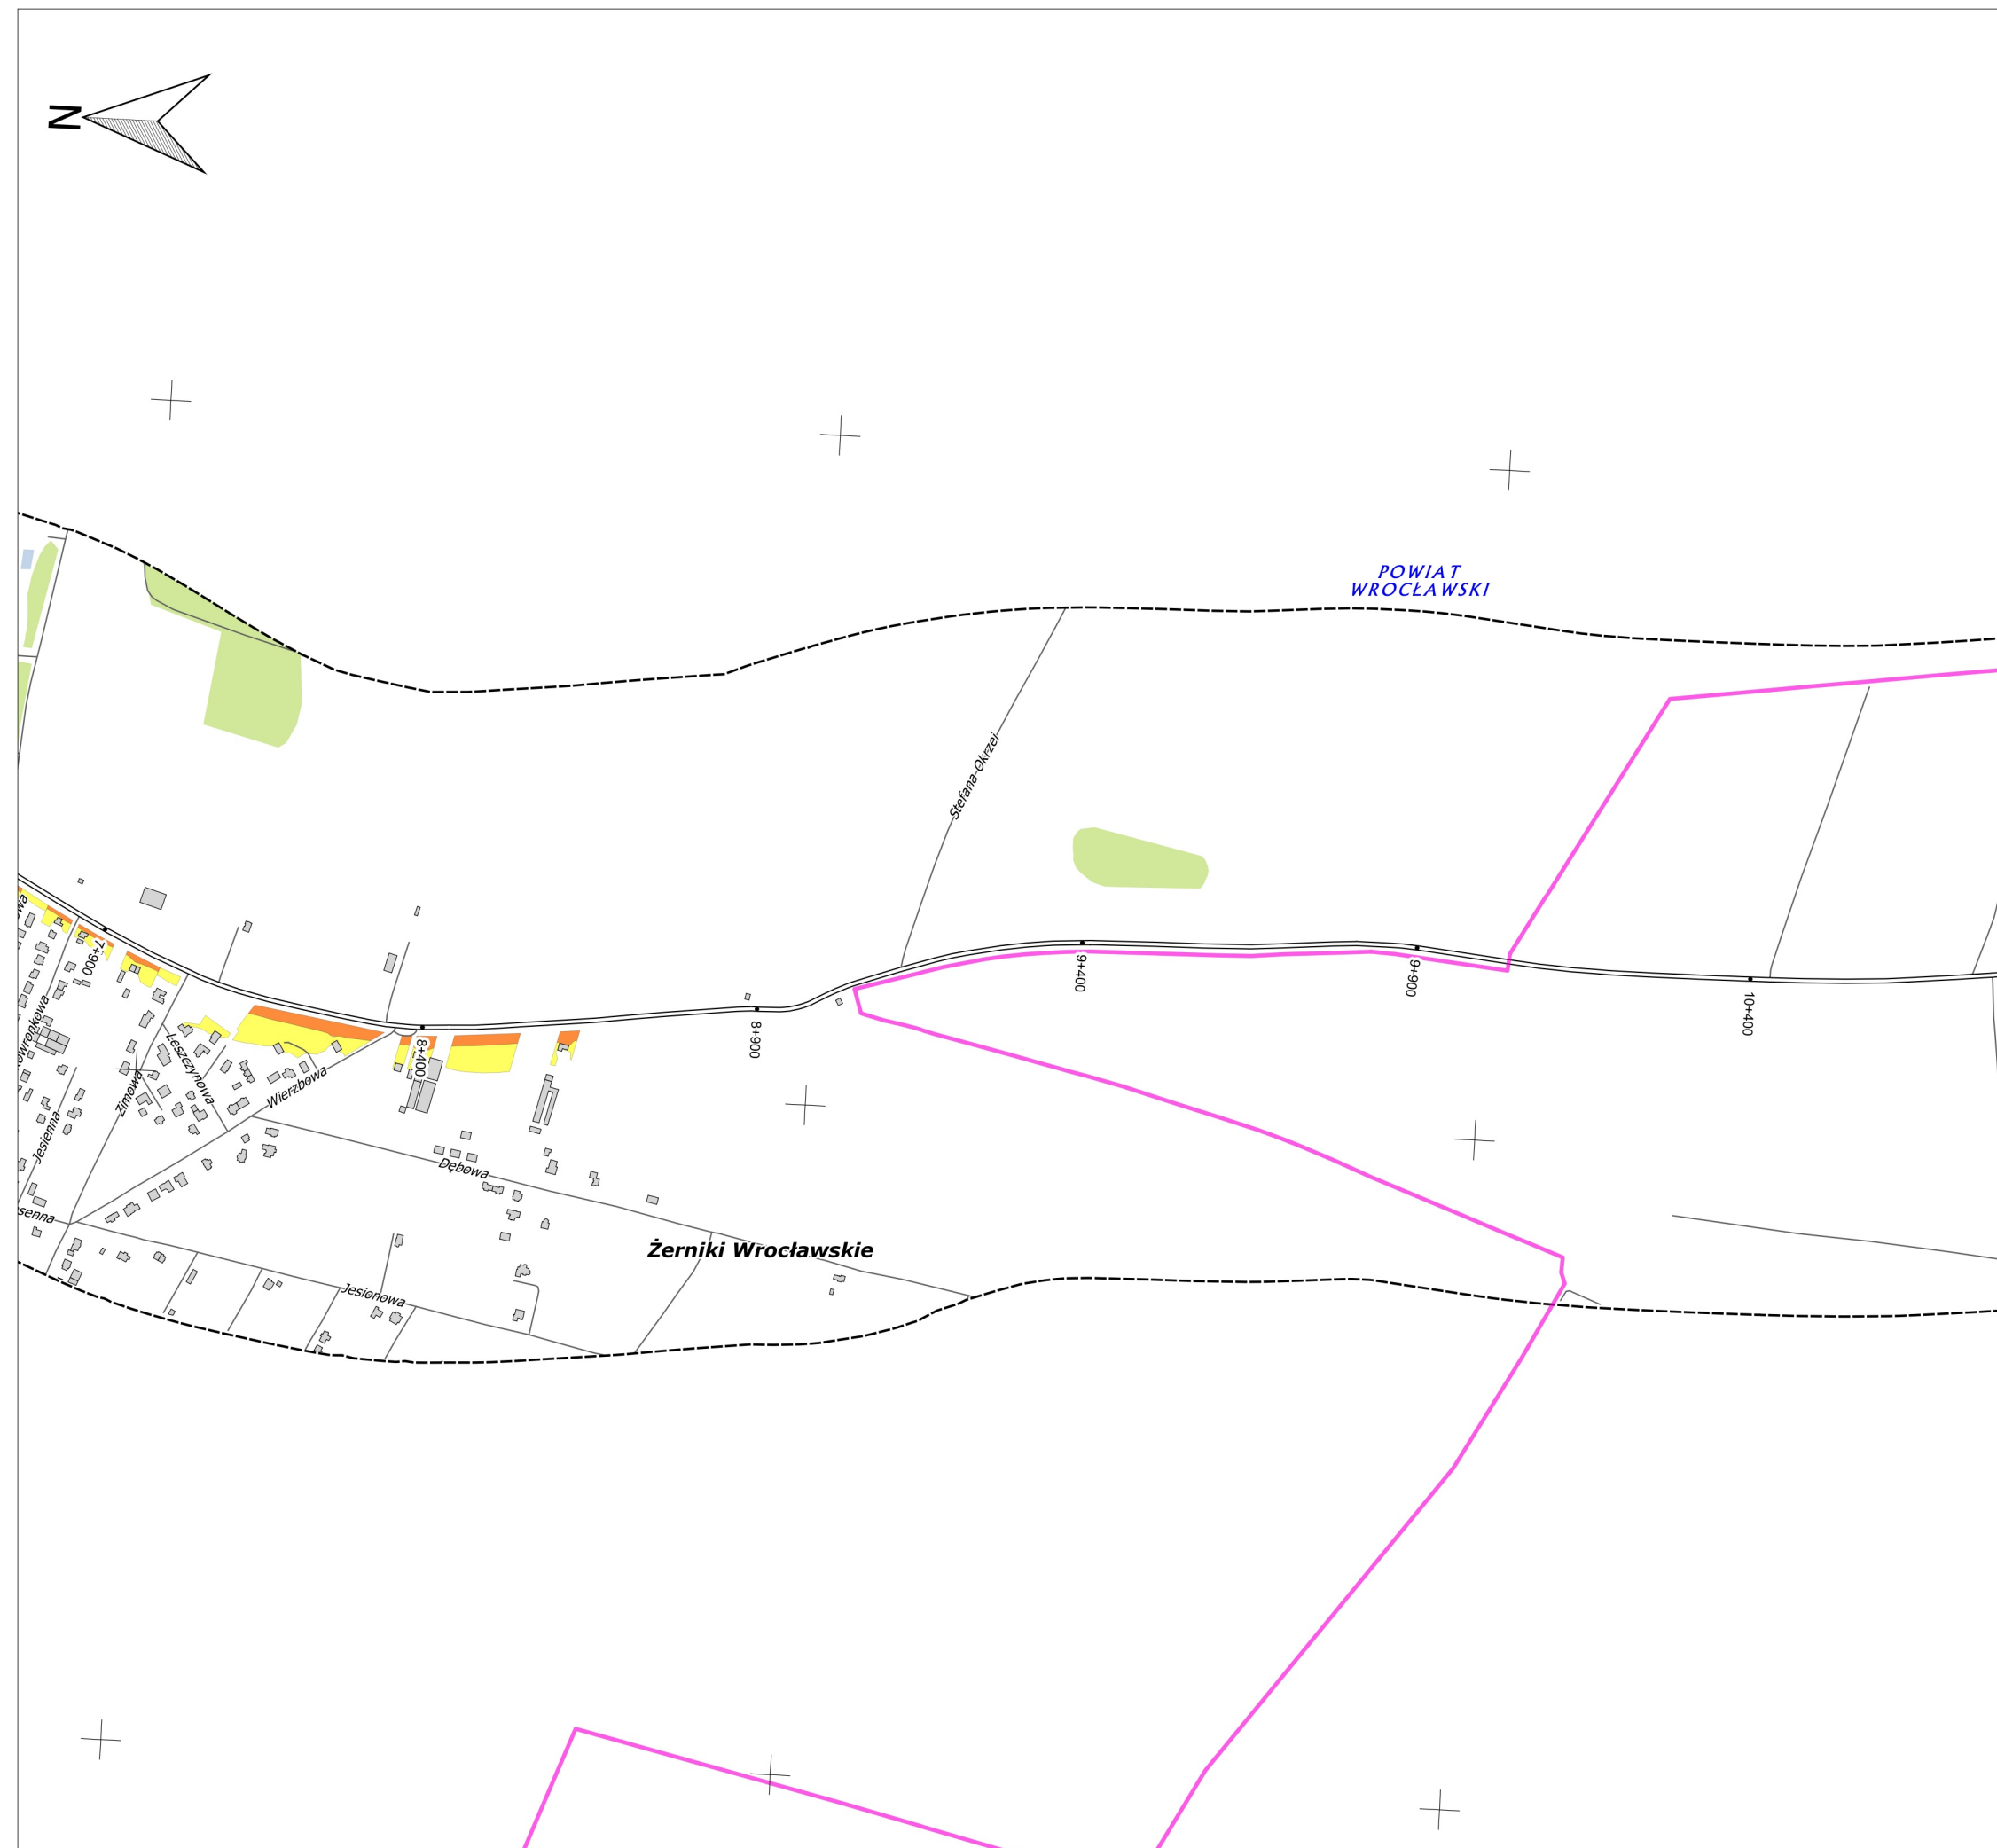 N
POWIAT
WROCŁAWSKI
Stefana Okrzei
7+900
8+400
8+900
9+400
9+900
10+400
Leszczynowa
Wierzbowa
Zimowa
Jesienna
Dębowa
Żerniki Wrocławskie
Jesionowa